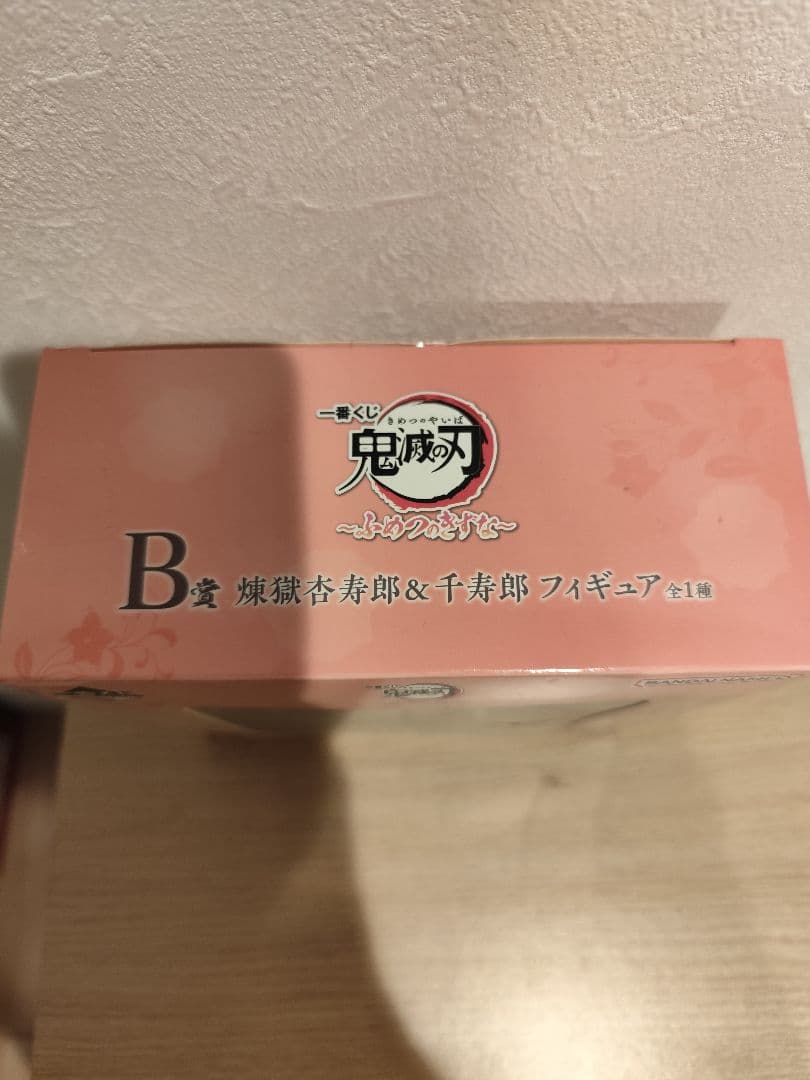 一番くじ
きめつのやいば
鬼滅の刃
～ふめつのきずな～
B賞 煉獄杏寿郎&千寿郎 フィギュア 全1種